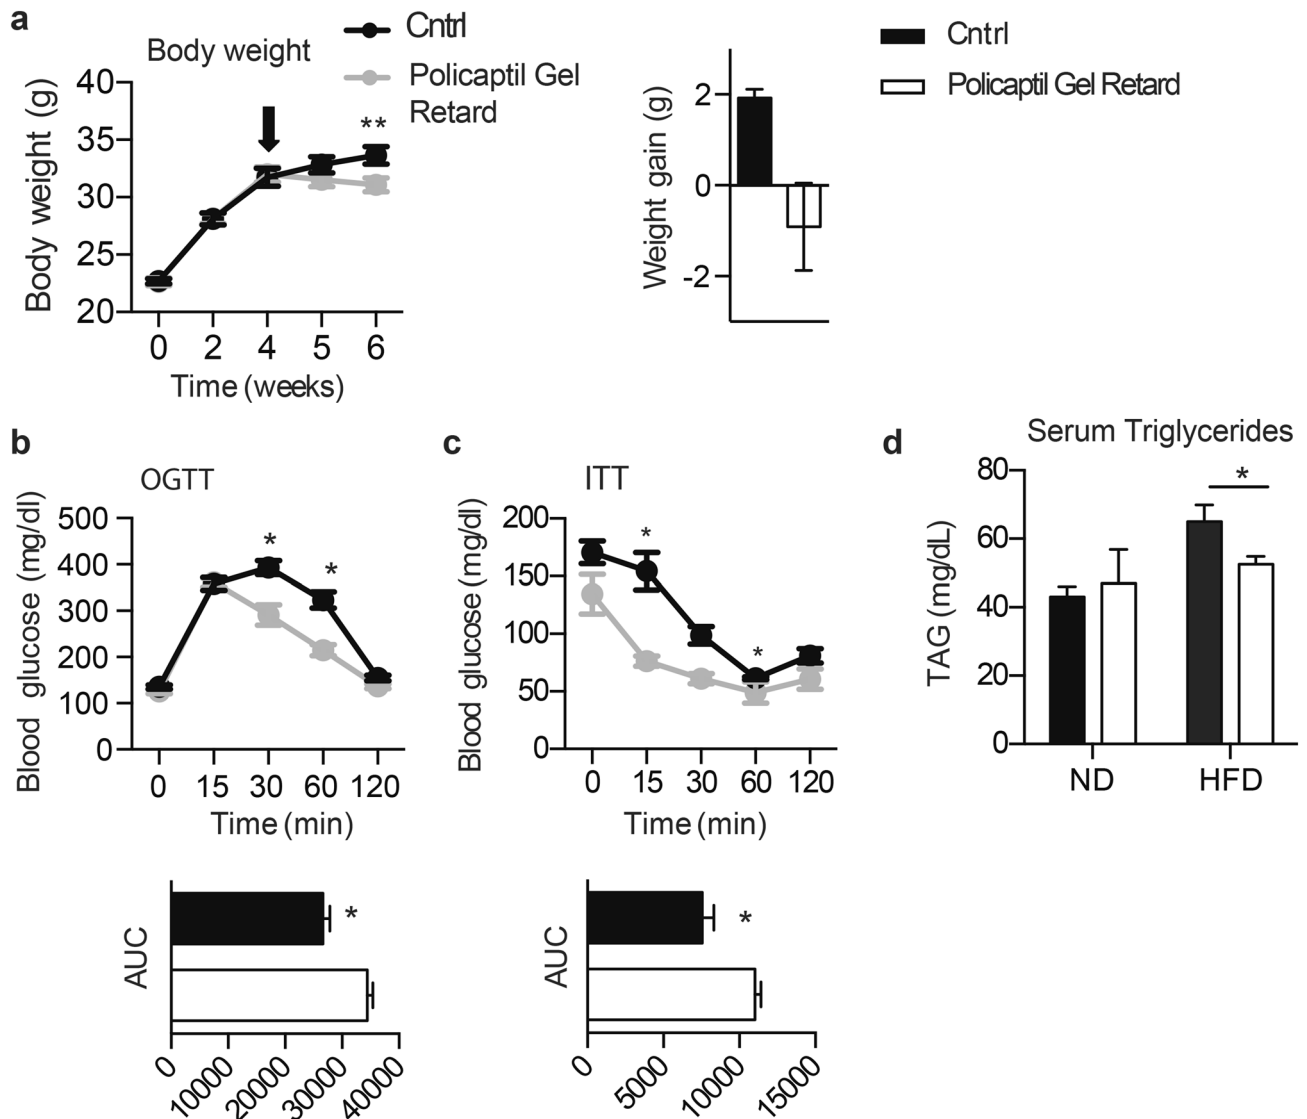 a
Body weight
Cntrl
Policaptil Gel
Retard
Body weight (g)
40
35
30
25
20
**
0 2 4 5 6
Time (weeks)
Weight gain (g)
2
0
-2
Cntrl
Policaptil Gel Retard
b
OGTT
Blood glucose (mg/dl)
500
400
300
200
100
0
*
*
0 15 30 60 120
Time (min)
AUC
*
0 10000 20000 30000 40000
c
ITT
Blood glucose (mg/dl)
200
150
100
50
0
*
*
0 15 30 60 120
Time (min)
AUC
*
0 5000 10000 15000
d
Serum Triglycerides
TAG (mg/dL)
80
60
40
20
0
*
ND HFD